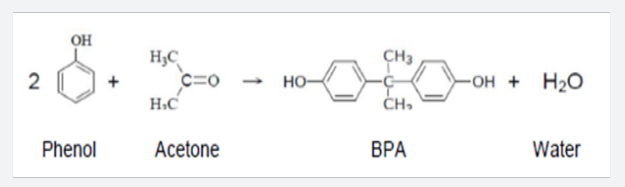 2 OH + H₃C H₃C C=O → HO- CH₃ C CH₃ -OH + H₂O
Phenol Acetone BPA Water